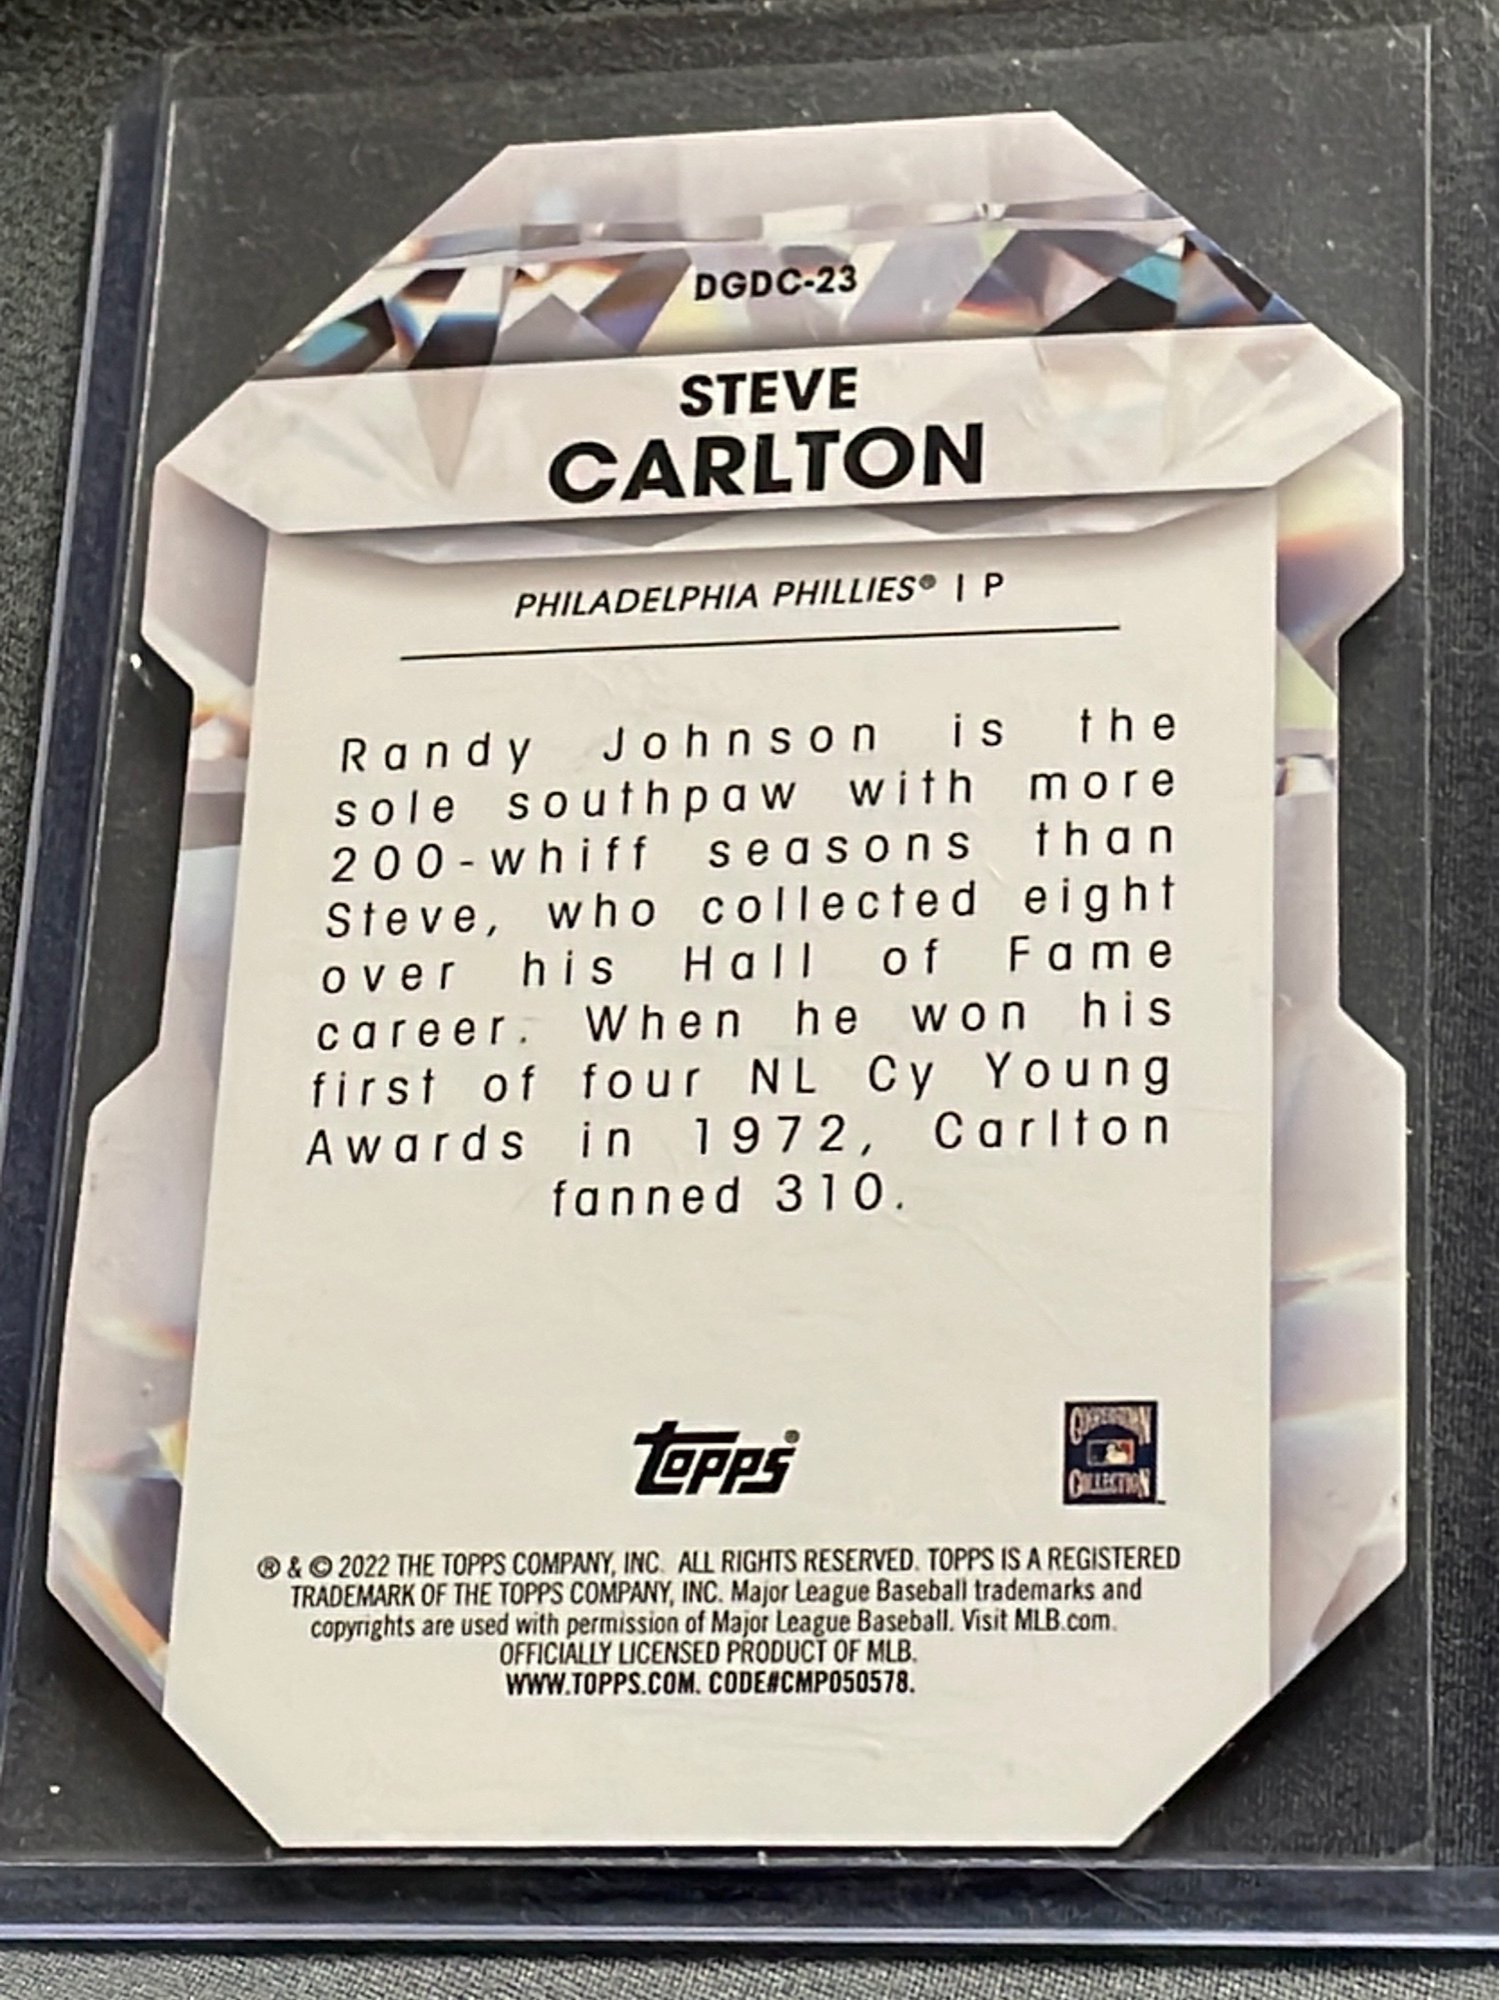 DGDC-23
STEVE
CARLTON
PHILADELPHIA PHILLIES® | P
Randy Johnson is the
sole southpaw with more
200-whiff seasons than
Steve, who collected eight
over his Hall of Fame
career. When he won his
first of four NL Cy Young
Awards in 1972, Carlton
fanned 310.
topps®
COOPERSTOWN
COLLECTION™
® & © 2022 THE TOPPS COMPANY, INC. ALL RIGHTS RESERVED. TOPPS IS A REGISTERED
TRADEMARK OF THE TOPPS COMPANY, INC. Major League Baseball trademarks and
copyrights are used with permission of Major League Baseball. Visit MLB.com.
OFFICIALLY LICENSED PRODUCT OF MLB.
WWW.TOPPS.COM. CODE#CMP050578.